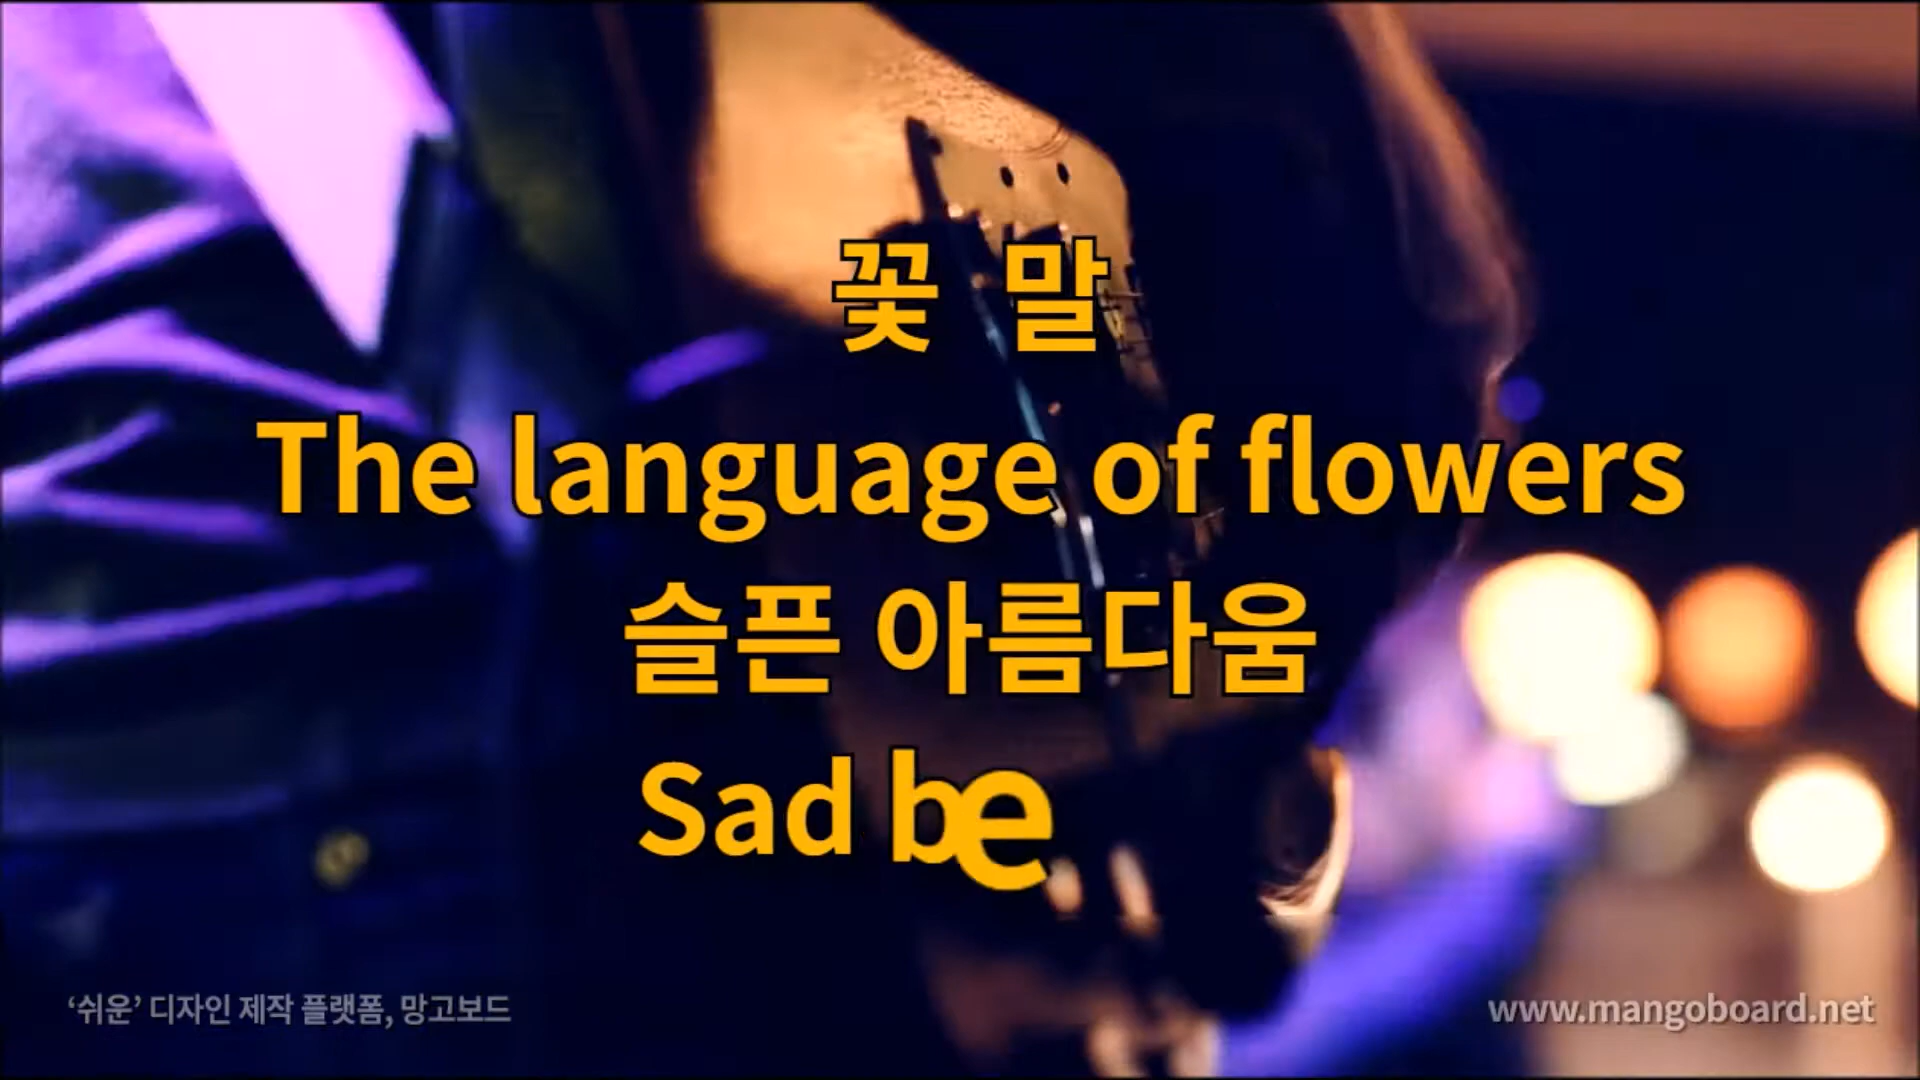 꽃 말
The language of flowers
슬픈 아름다움
Sad be
‘쉬운’ 디자인 제작 플랫폼, 망고보드
www.mangoboard.net